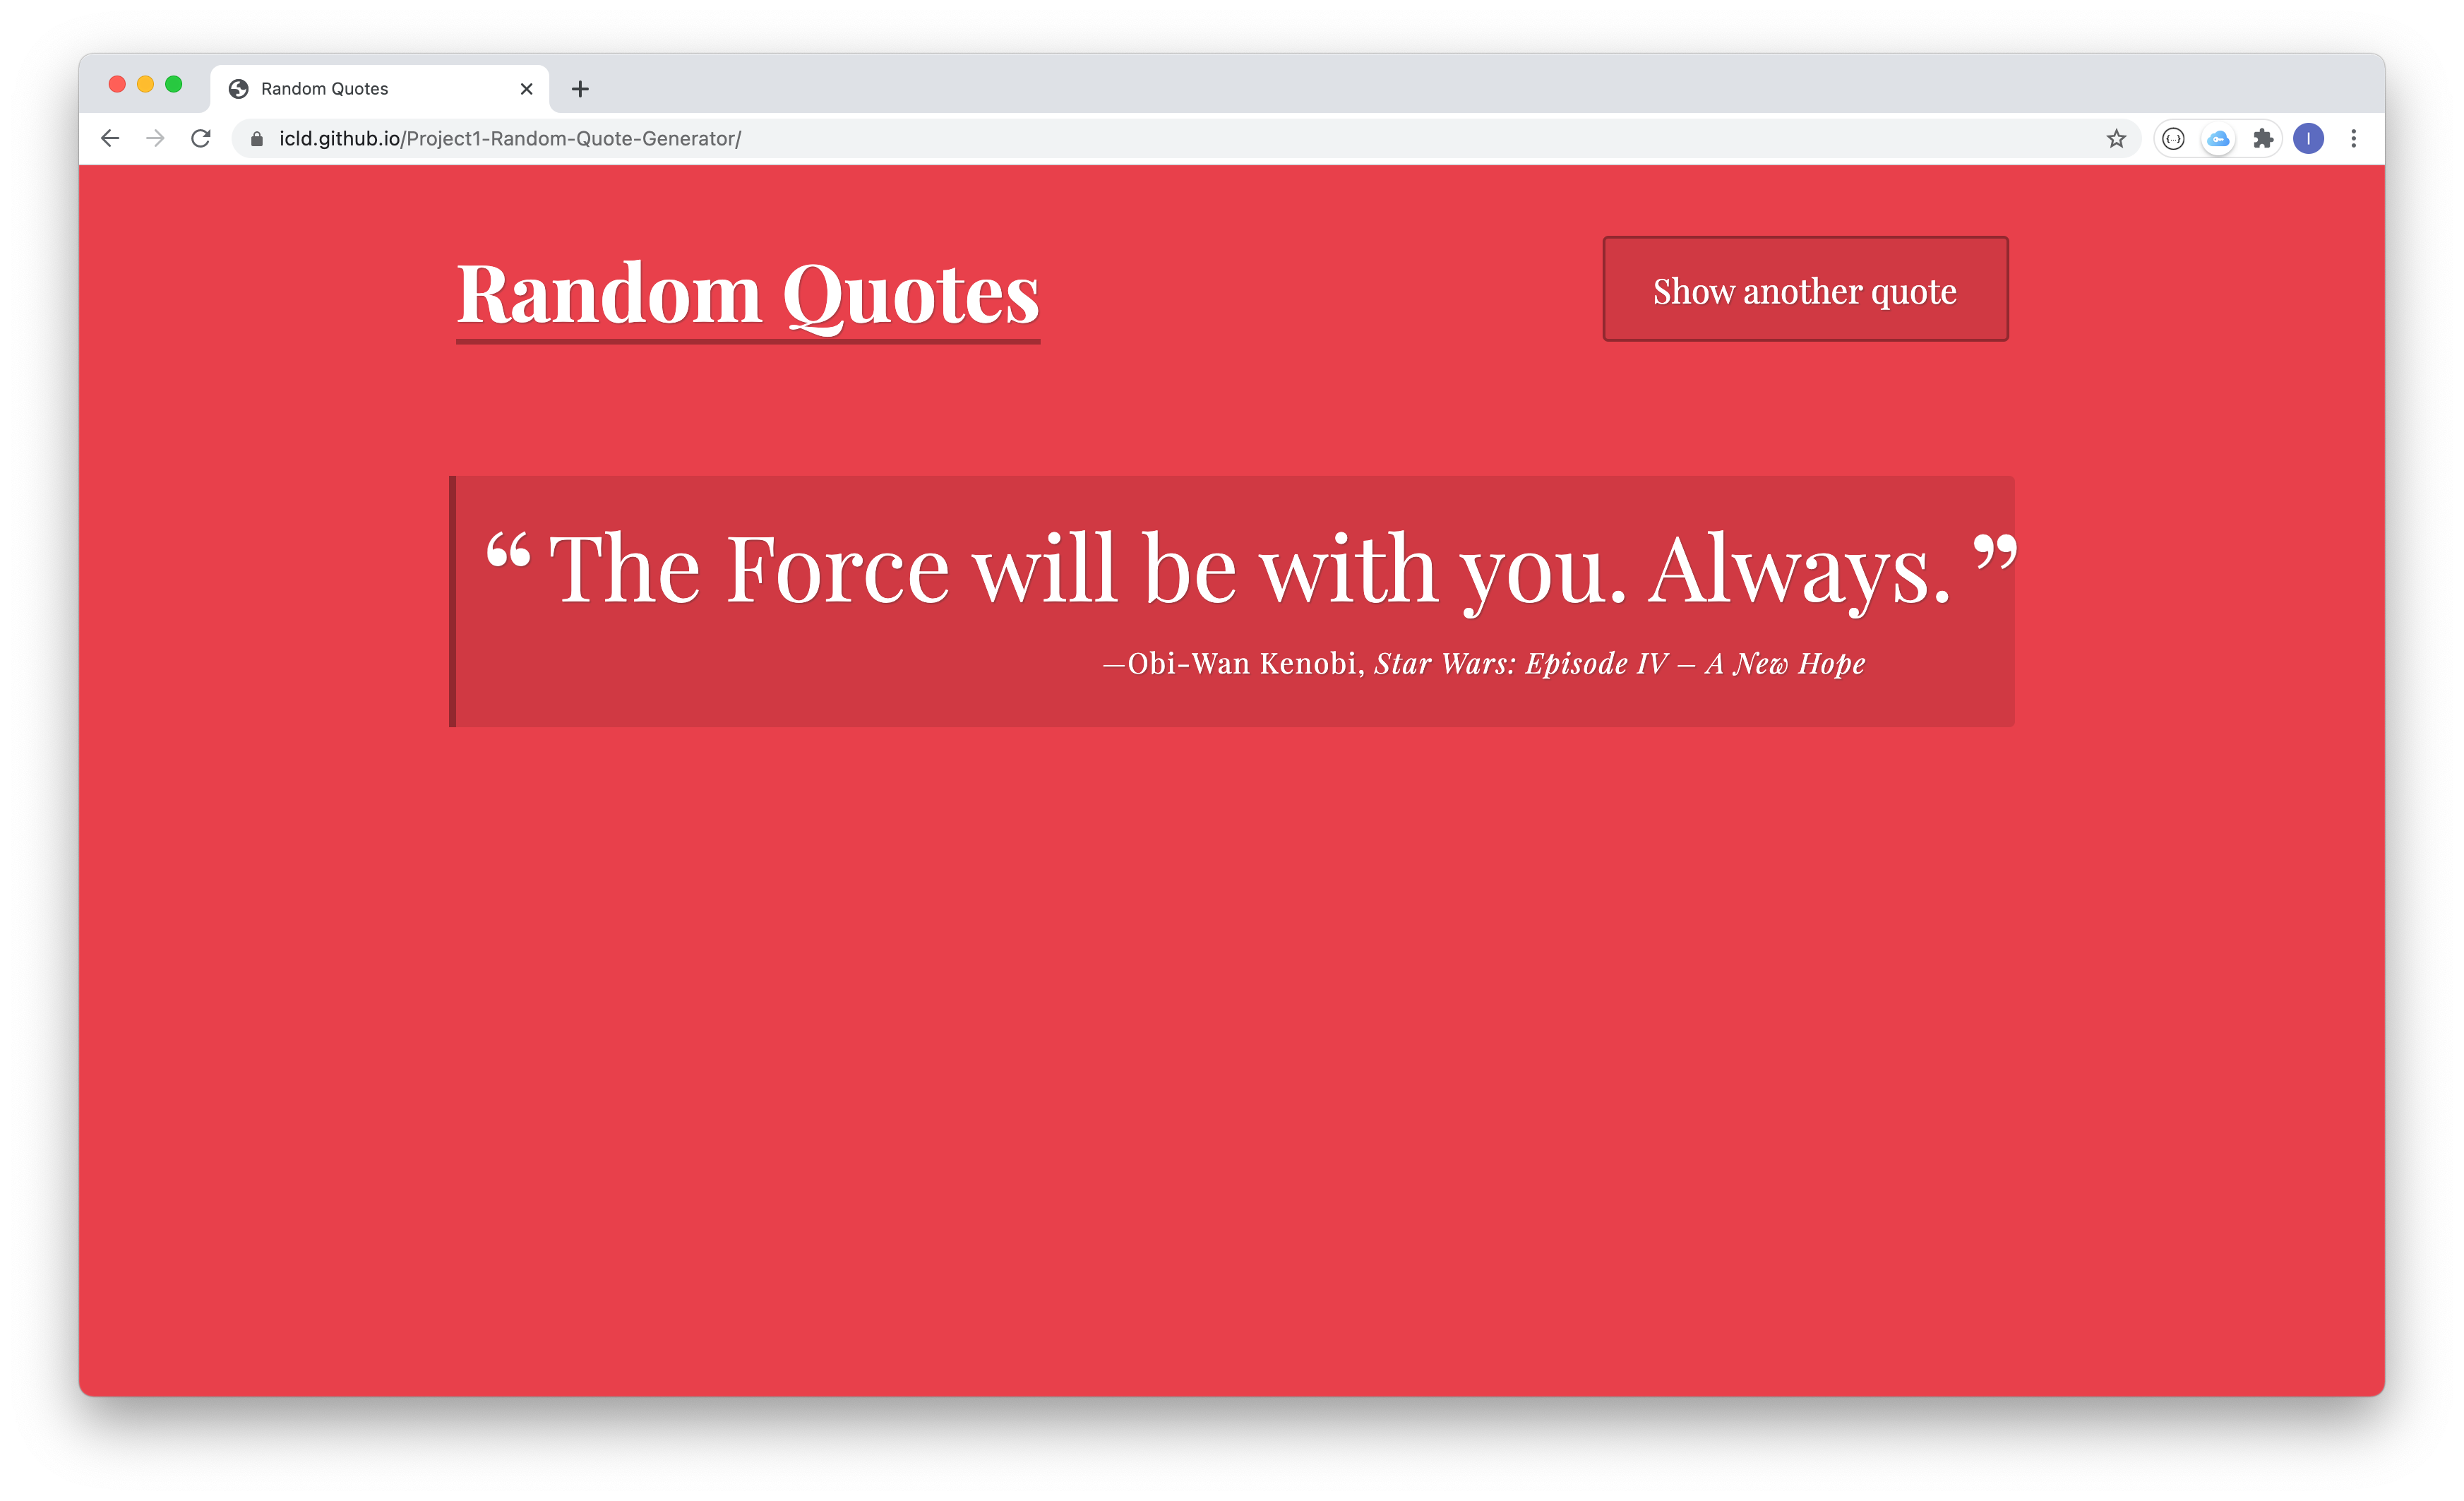 Random Quotes
icld.github.io/Project1-Random-Quote-Generator/
{...}
I
Random Quotes
Show another quote
“ The Force will be with you. Always. ”
—Obi-Wan Kenobi, Star Wars: Episode IV – A New Hope